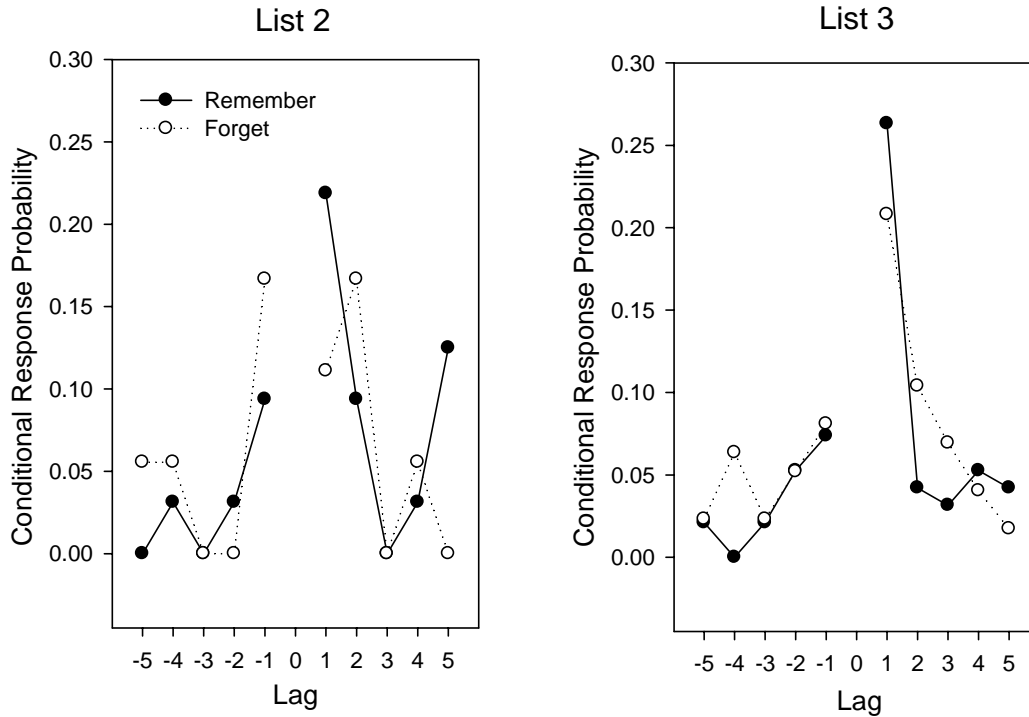 List 2
Conditional Response Probability
0.30
0.25
0.20
0.15
0.10
0.05
0.00
Remember
Forget
-5 -4 -3 -2 -1 0 1 2 3 4 5
Lag
List 3
Conditional Response Probability
0.30
0.25
0.20
0.15
0.10
0.05
0.00
-5 -4 -3 -2 -1 0 1 2 3 4 5
Lag